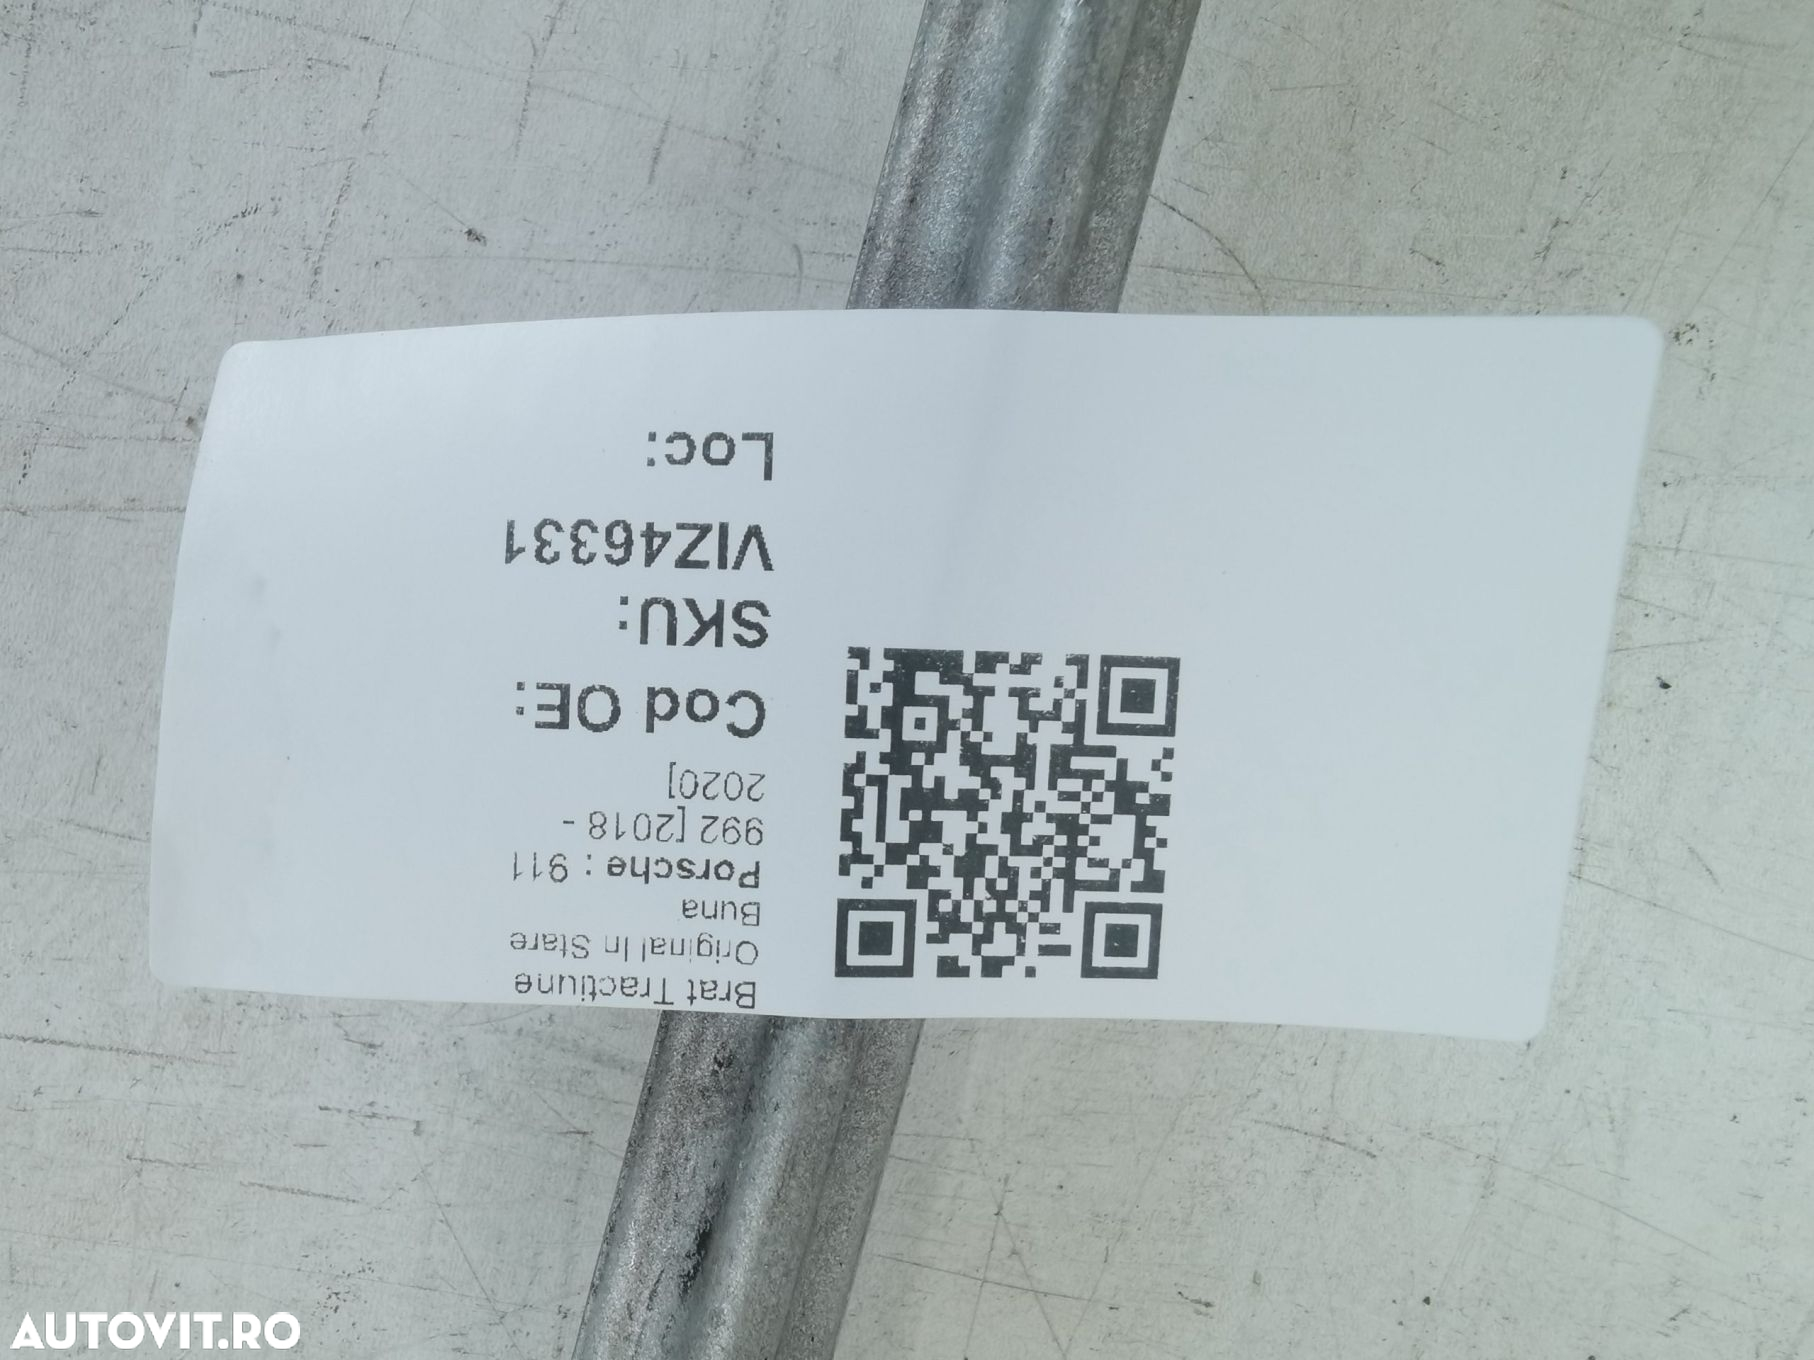 Brat Tractiune
Original In Stare
Buna
Porsche : 911
992 [2018 -
2020]
Cod OE:
SKU:
VIZ46331
Loc:
AUTOVIT.RO